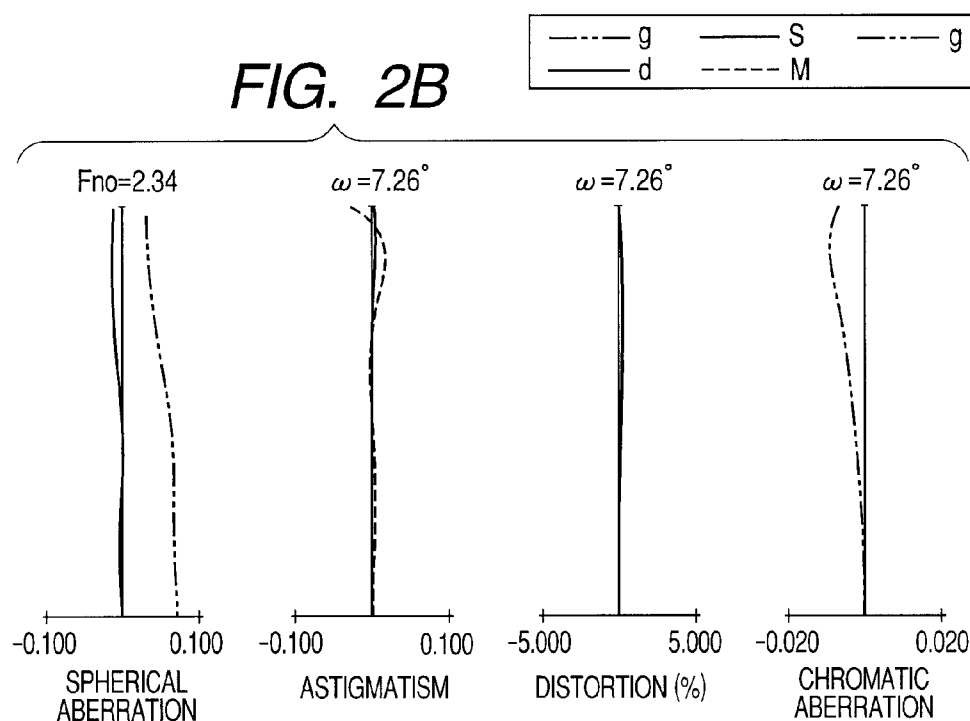 g S g
d M
FIG. 2B
Fno=2.34 ω=7.26° ω=7.26° ω=7.26°
-0.100 0.100 -0.100 0.100 -5.000 5.000 -0.020 0.020
SPHERICAL
ABERRATION
ASTIGMATISM
DISTORTION (%)
CHROMATIC
ABERRATION